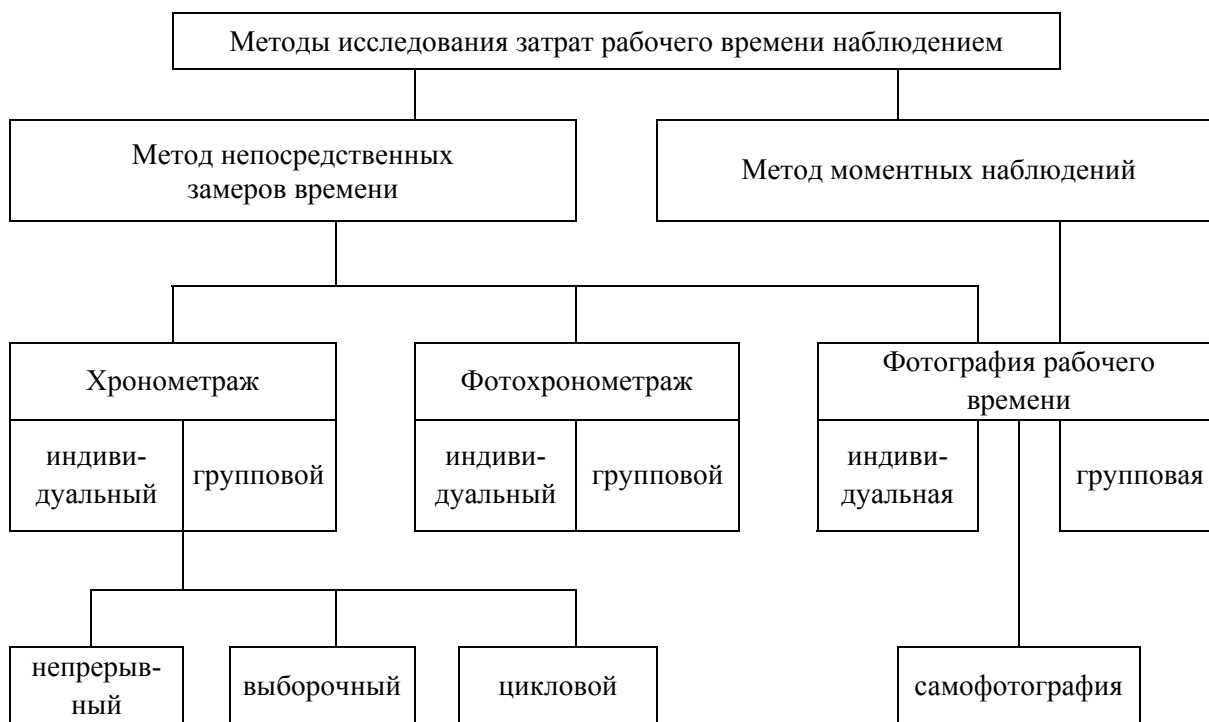 Методы исследования затрат рабочего времени наблюдением
Метод непосредственных
замеров времени
Метод моментных наблюдений
Хронометраж
Фотохронометраж
Фотография рабочего
времени
индиви-
дуальный
групповой
индиви-
дуальный
групповой
индиви-
дуальная
групповая
непрерыв-
ный
выборочный
цикловой
самофотография